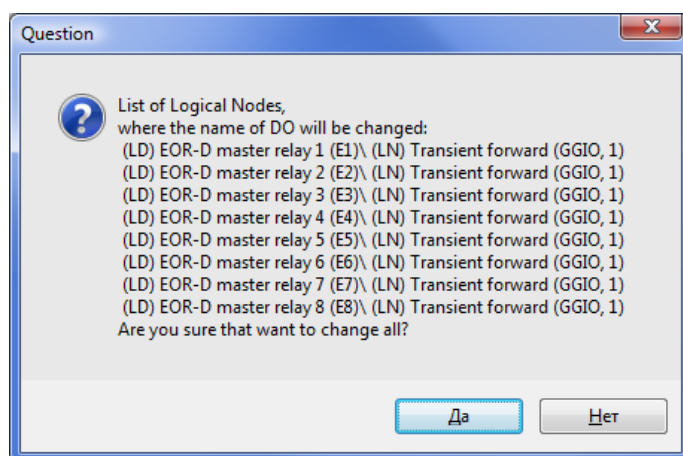 Question
List of Logical Nodes,
where the name of DO will be changed:
(LD) EOR-D master relay 1 (E1)\ (LN) Transient forward (GGIO, 1)
(LD) EOR-D master relay 2 (E2)\ (LN) Transient forward (GGIO, 1)
(LD) EOR-D master relay 3 (E3)\ (LN) Transient forward (GGIO, 1)
(LD) EOR-D master relay 4 (E4)\ (LN) Transient forward (GGIO, 1)
(LD) EOR-D master relay 5 (E5)\ (LN) Transient forward (GGIO, 1)
(LD) EOR-D master relay 6 (E6)\ (LN) Transient forward (GGIO, 1)
(LD) EOR-D master relay 7 (E7)\ (LN) Transient forward (GGIO, 1)
(LD) EOR-D master relay 8 (E8)\ (LN) Transient forward (GGIO, 1)
Are you sure that want to change all?
Да Нет